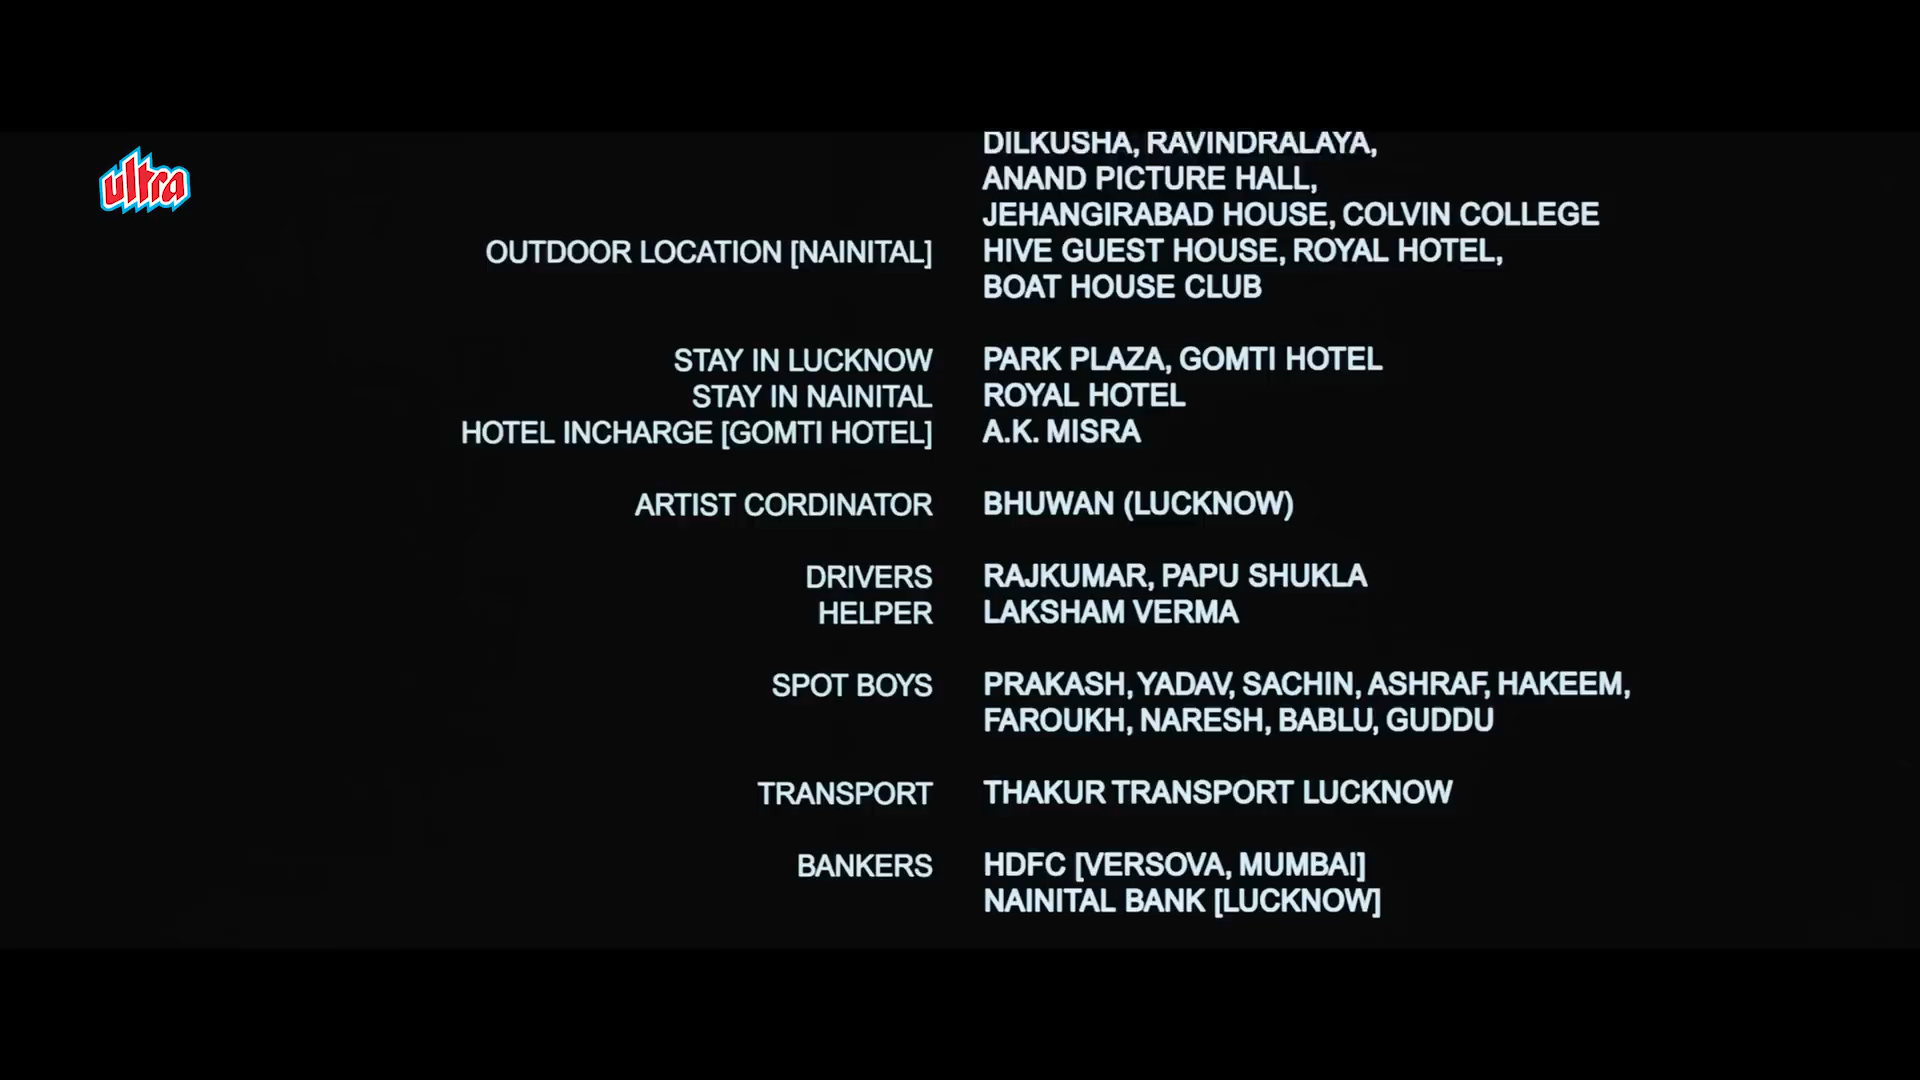 ultra
DILKUSHA, RAVINDRALAYA,
ANAND PICTURE HALL,
JEHANGIRABAD HOUSE, COLVIN COLLEGE
OUTDOOR LOCATION [NAINITAL] HIVE GUEST HOUSE, ROYAL HOTEL,
BOAT HOUSE CLUB
STAY IN LUCKNOW PARK PLAZA, GOMTI HOTEL
STAY IN NAINITAL ROYAL HOTEL
HOTEL INCHARGE [GOMTI HOTEL] A.K. MISRA
ARTIST CORDINATOR BHUWAN (LUCKNOW)
DRIVERS RAJKUMAR, PAPU SHUKLA
HELPER LAKSHAM VERMA
SPOT BOYS PRAKASH, YADAV, SACHIN, ASHRAF, HAKEEM,
FAROUKH, NARESH, BABLU, GUDDU
TRANSPORT THAKUR TRANSPORT LUCKNOW
BANKERS HDFC [VERSOVA, MUMBAI]
NAINITAL BANK [LUCKNOW]